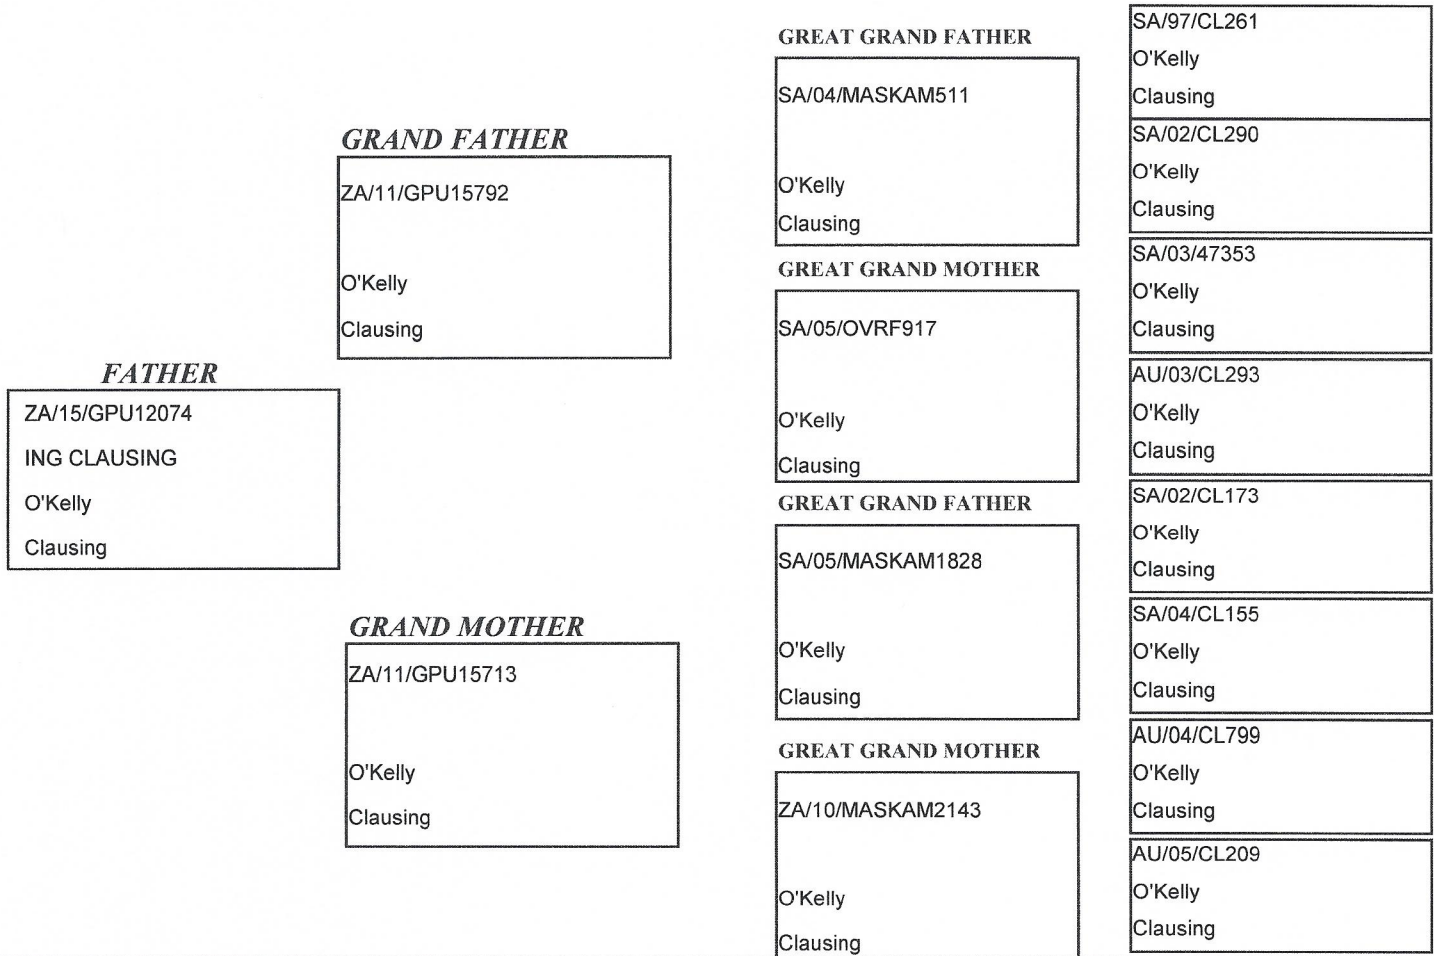 FATHER
ZA/15/GPU12074
ING CLAUSING
O'Kelly
Clausing
GRAND FATHER
ZA/11/GPU15792
O'Kelly
Clausing
GRAND MOTHER
ZA/11/GPU15713
O'Kelly
Clausing
GREAT GRAND FATHER
SA/04/MASKAM511
O'Kelly
Clausing
GREAT GRAND MOTHER
SA/05/OVRF917
O'Kelly
Clausing
GREAT GRAND FATHER
SA/05/MASKAM1828
O'Kelly
Clausing
GREAT GRAND MOTHER
ZA/10/MASKAM2143
O'Kelly
Clausing
SA/97/CL261
O'Kelly
Clausing
SA/02/CL290
O'Kelly
Clausing
SA/03/47353
O'Kelly
Clausing
AU/03/CL293
O'Kelly
Clausing
SA/02/CL173
O'Kelly
Clausing
SA/04/CL155
O'Kelly
Clausing
AU/04/CL799
O'Kelly
Clausing
AU/05/CL209
O'Kelly
Clausing